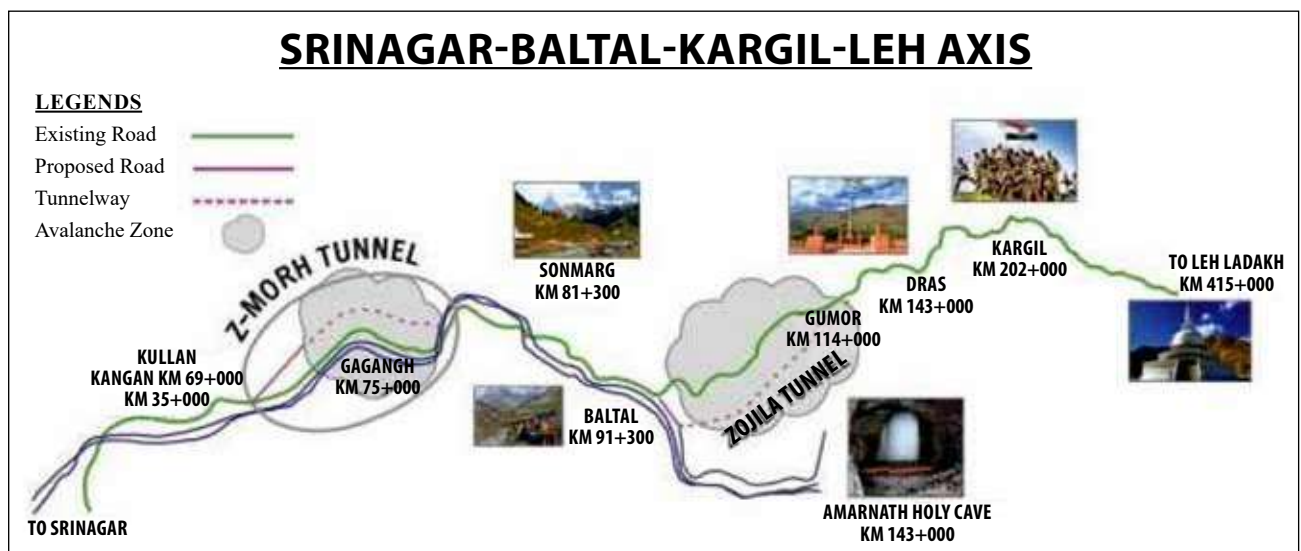 SRINAGAR-BALTAL-KARGIL-LEH AXIS
LEGENDS
Existing Road
Proposed Road
Tunnelway
Avalanche Zone
Z-MORH TUNNEL
SONMARG
KM 81+300
KARGIL
KM 202+000
TO LEH LADAKH
KM 415+000
DRAS
KM 143+000
GUMOR
KM 114+000
KULLAN
KANGAN KM 69+000
KM 35+000
GAGANGH
KM 75+000
ZOJILA TUNNEL
BALTAL
KM 91+300
AMARNATH HOLY CAVE
KM 143+000
TO SRINAGAR